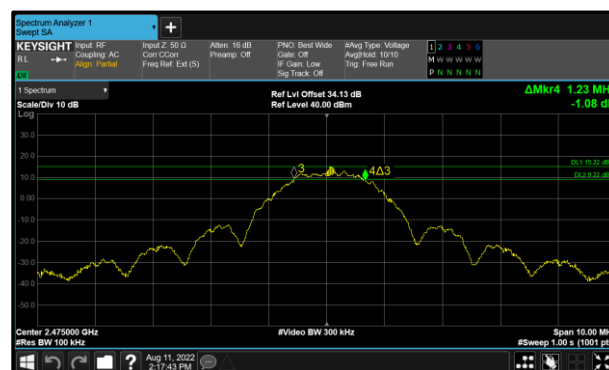 Spectrum Analyzer 1
Swept SA
KEYSIGHT
RL
Input: RF
Coupling: AC
Align: Partial
Input Z: 50 Ω
Corr CCorr
Freq Ref: Ext (S)
Atten: 16 dB
Preamp: Off
PNO: Best Wide
Gate: Off
IF Gain: Low
Sig Track: Off
#Avg Type: Voltage
Avg|Hold: 10/10
Trig: Free Run
1 2 3 4 5 6
M W W W W W
P N N N N N
1 Spectrum
Scale/Div 10 dB
Ref Lvl Offset 34.13 dB
Ref Level 40.00 dBm
ΔMkr4 1.23 MH
-1.08 d
Log
30.0
20.0
10.0
0.00
-10.0
-20.0
-30.0
-40.0
-50.0
DL1 15.22 dB
DL2 9.22 dB
3
4Δ3
Center 2.475000 GHz
#Res BW 100 kHz
#Video BW 300 kHz
Span 10.00 MH
#Sweep 1.00 s (1001 pt
Aug 11, 2022
2:17:43 PM